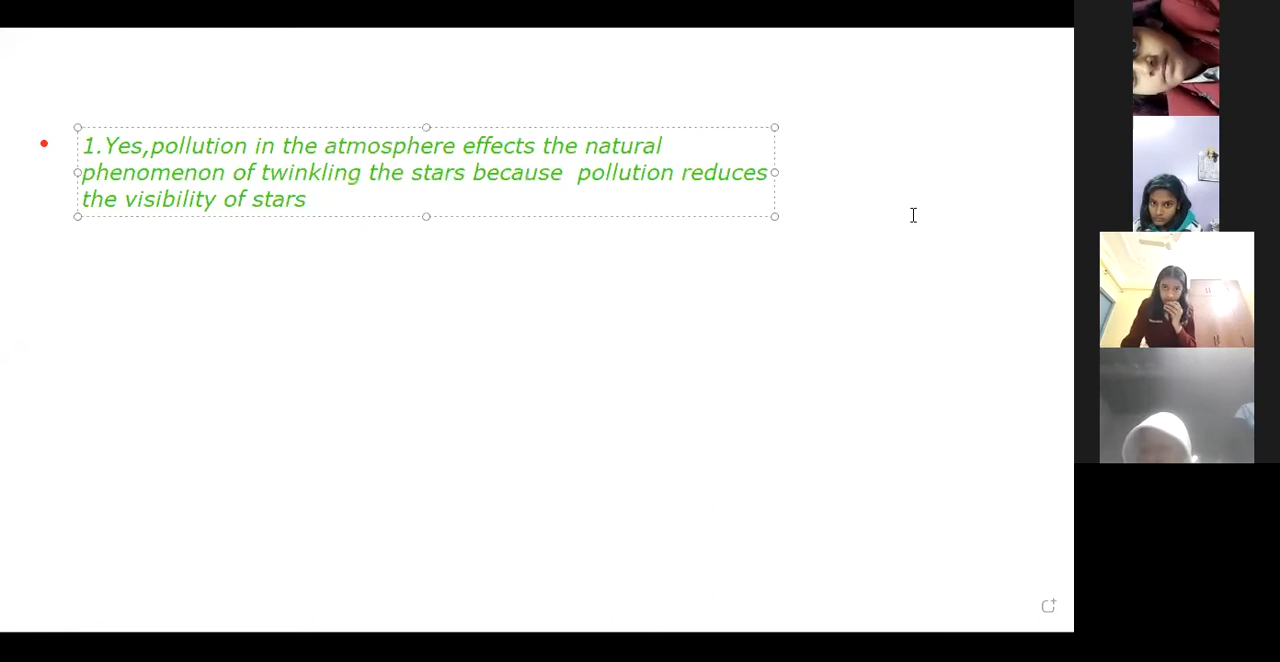 1.Yes,pollution in the atmosphere effects the natural
phenomenon of twinkling the stars because  pollution reduces
the visibility of stars